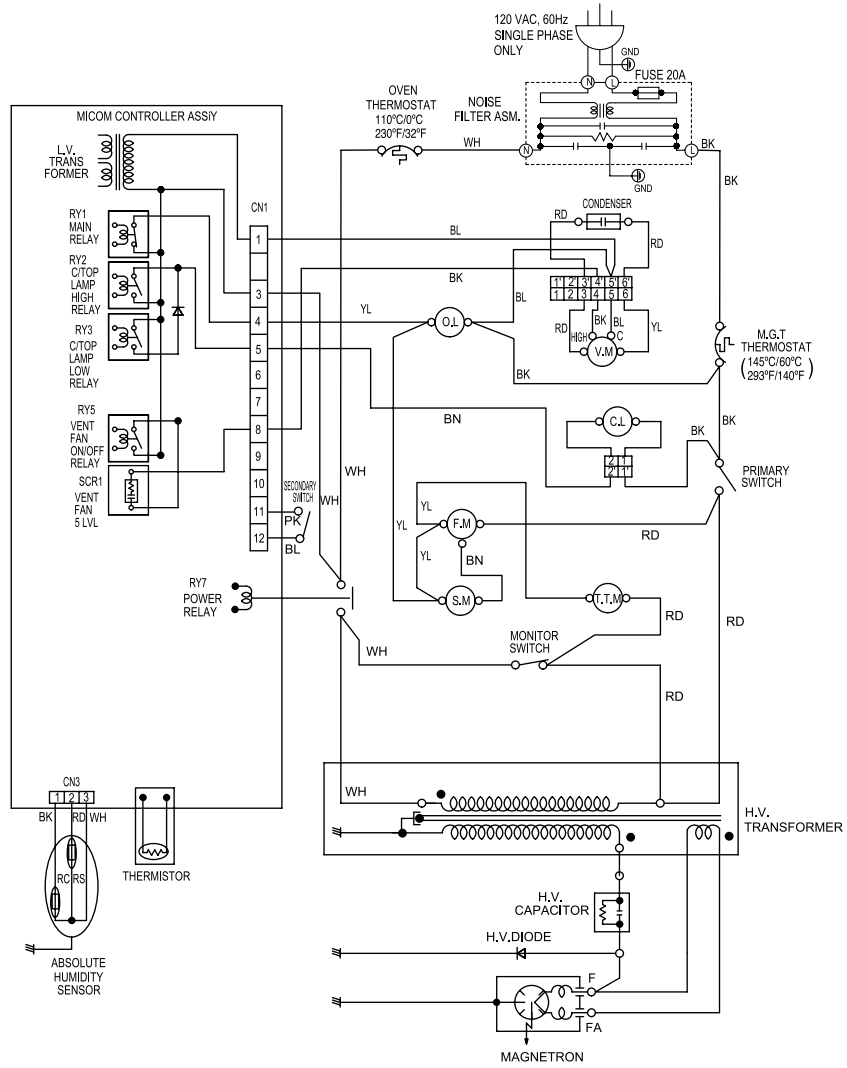 120 VAC, 60Hz
SINGLE PHASE
ONLY
GND
N
L
FUSE 20A
OVEN
THERMOSTAT
110°C/0°C
230°F/32°F
NOISE
FILTER ASM.
WH
N
L
BK
GND
BK
MICOM CONTROLLER ASS'Y
L.V.
TRANS
FORMER
CN1
RY1
MAIN
RELAY
RY2
C/TOP
LAMP
HIGH
RELAY
RY3
C/TOP
LAMP
LOW
RELAY
RY5
VENT
FAN
ON/OFF
RELAY
SCR1
VENT
FAN
5 LVL
1
3
4
5
6
7
8
9
10
11
12
SECONDARY
SWITCH
PK
BL
WH
WH
CONDENSER
RD
RD
BL
BK
BL
YL
O.L
1' 2' 3' 4' 5' 6'
1 2 3 4 5 6
RD
BK
BL
YL
HIGH
C
V.M
BK
M.G.T
THERMOSTAT
145°C/60°C
( 293°F/140°F )
BN
C.L
2 1
2' 1'
BK
BK
PRIMARY
SWITCH
YL
F.M
YL
YL
BN
RD
S.M
RY7
POWER
RELAY
T.T.M
RD
RD
MONITOR
SWITCH
WH
RD
WH
H.V.
TRANSFORMER
CN3
1 2 3
BK
RD
WH
RC
RS
THERMISTOR
ABSOLUTE
HUMIDITY
SENSOR
H.V.
CAPACITOR
H.V.DIODE
F
FA
MAGNETRON